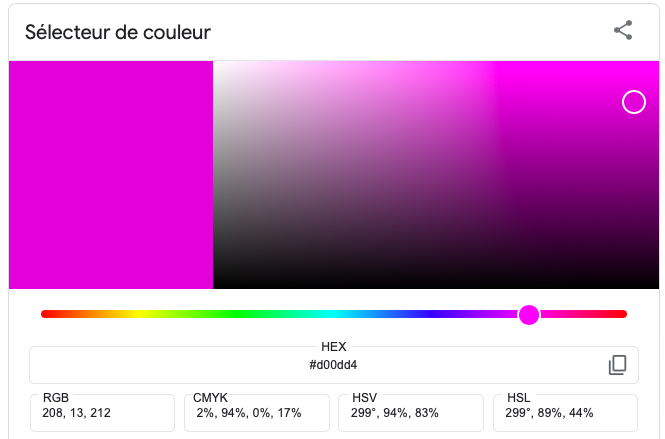 Sélecteur de couleur
HEX
#d00dd4
RGB
208, 13, 212
CMYK
2%, 94%, 0%, 17%
HSV
299°, 94%, 83%
HSL
299°, 89%, 44%